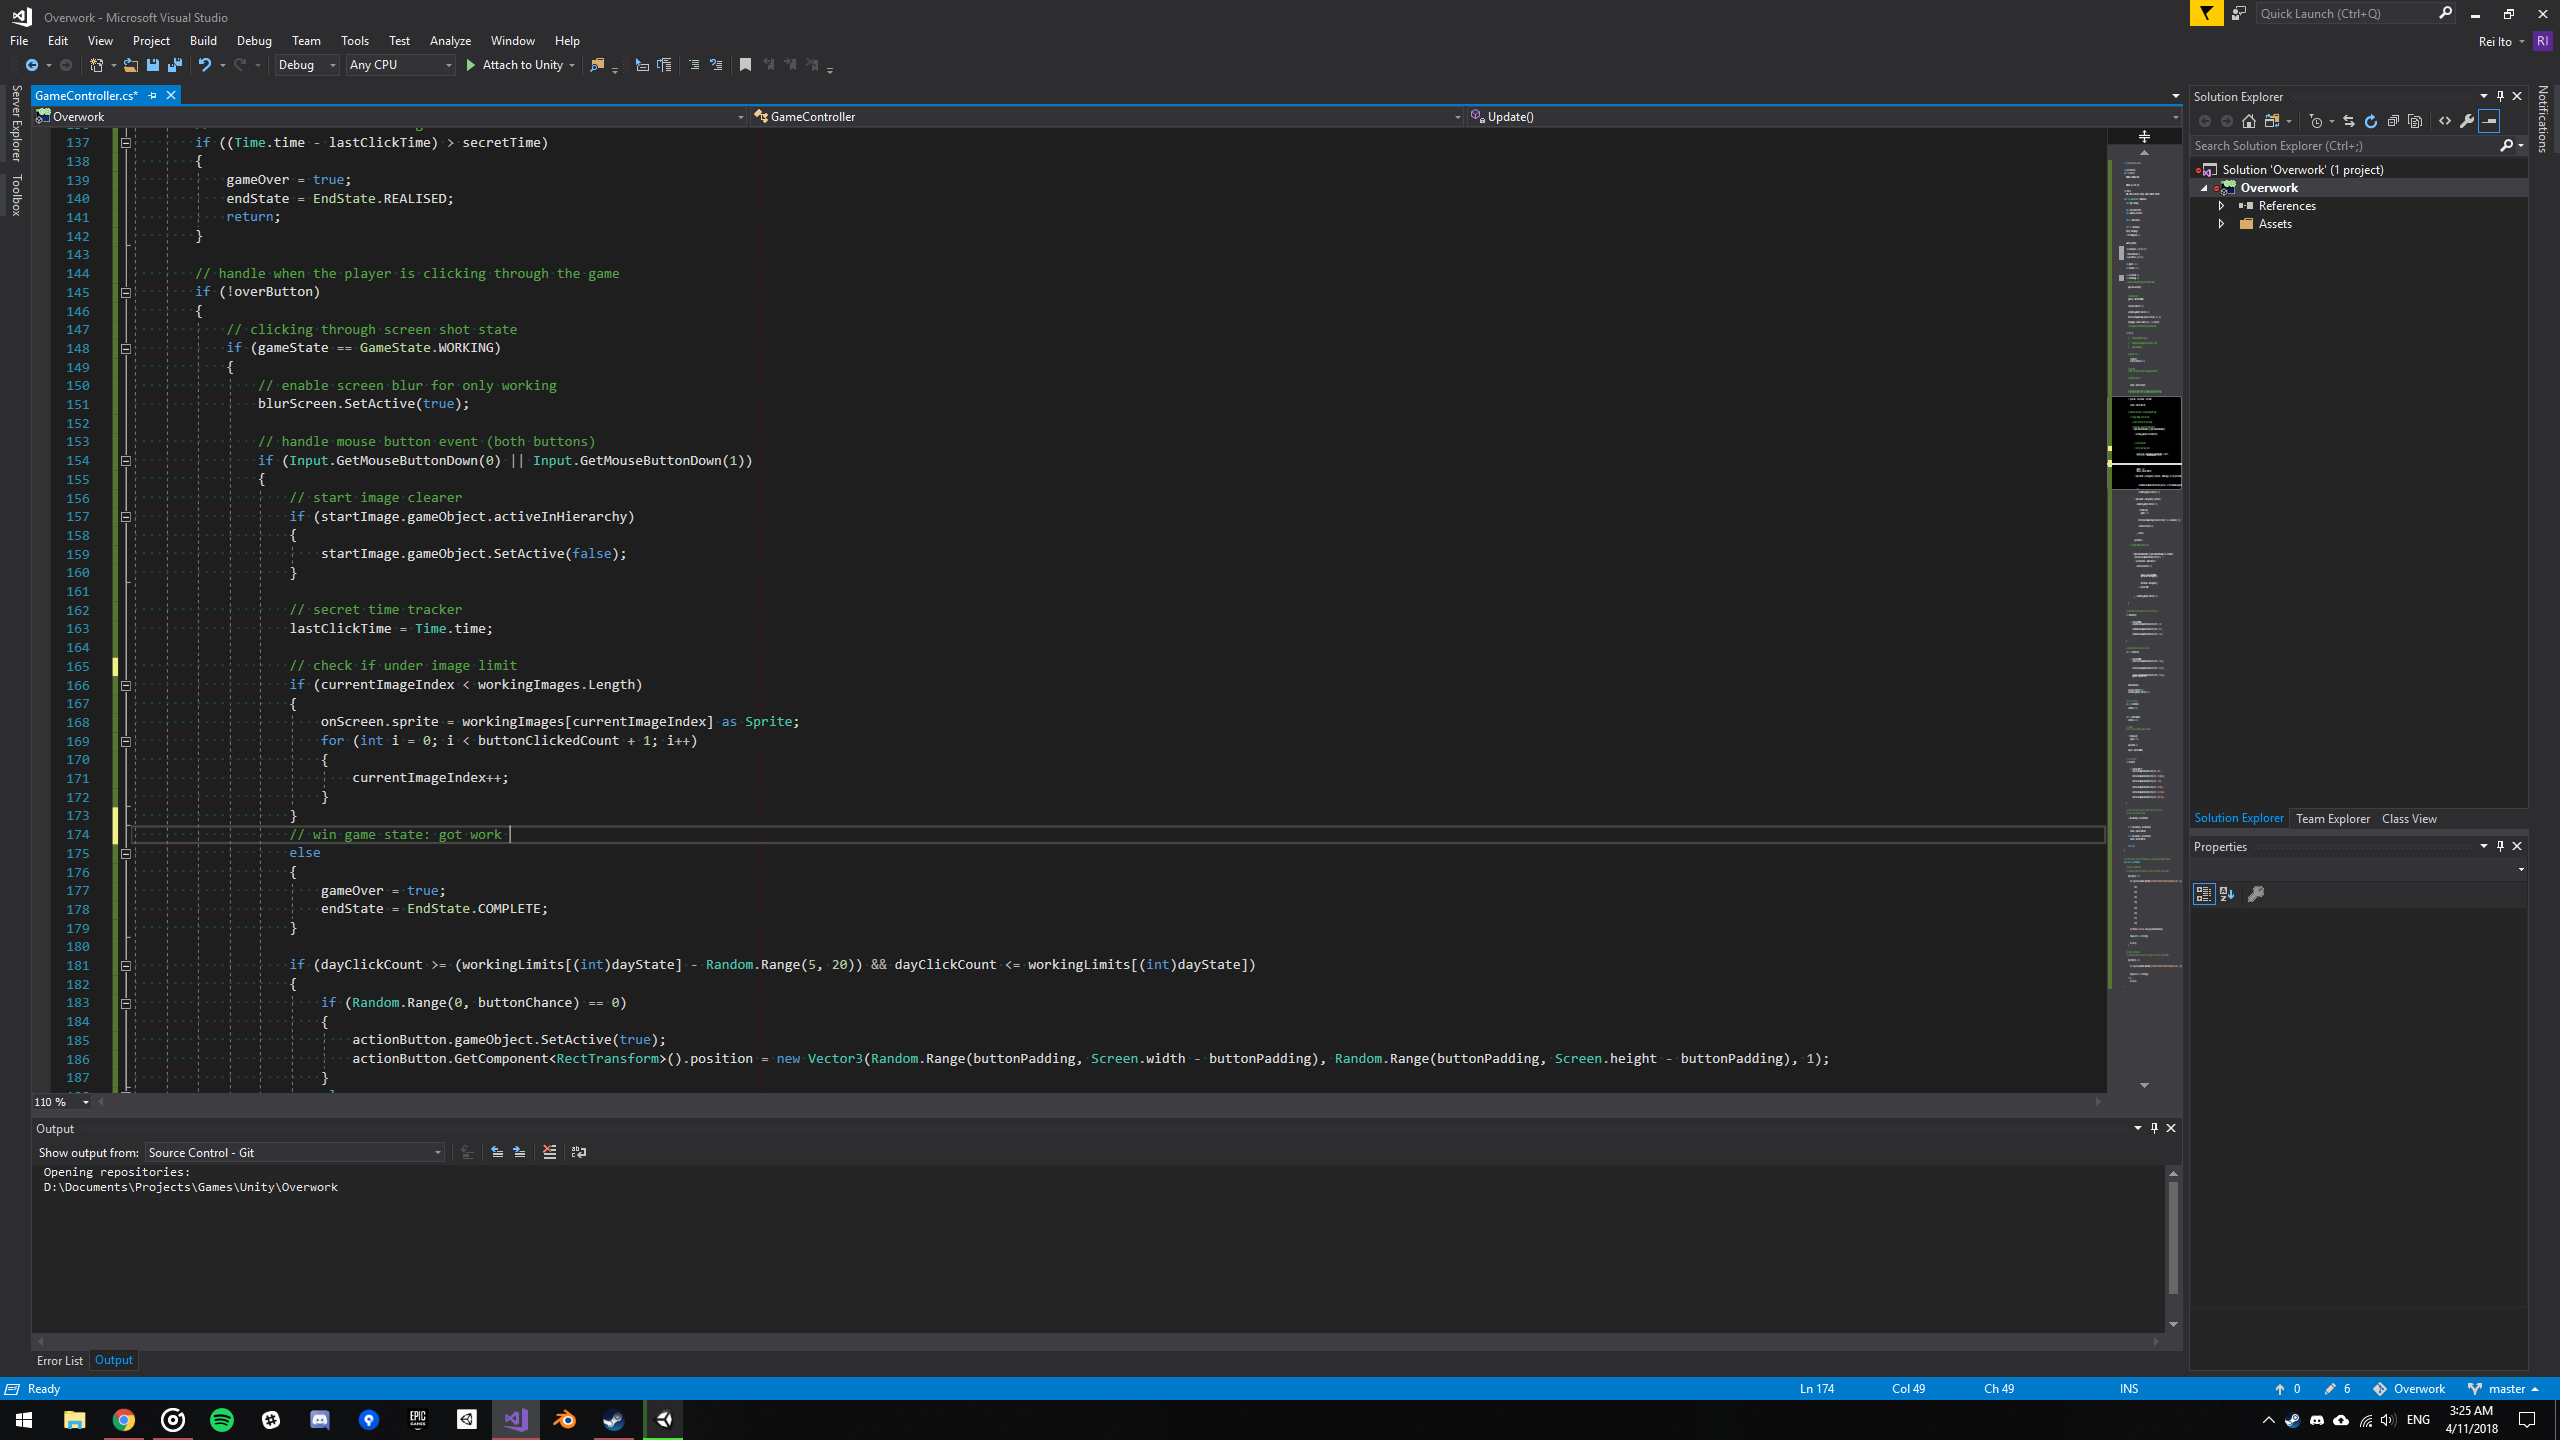 Overwork - Microsoft Visual Studio
Quick Launch (Ctrl+Q)
File Edit View Project Build Debug Team Tools Test Analyze Window Help
Rei Ito RI
Debug Any CPU Attach to Unity
Server Explorer
Toolbox
GameController.cs*
Overwork GameController Update()
137 if ((Time.time - lastClickTime) > secretTime)
138 {
139 gameOver = true;
140 endState = EndState.REALISED;
141 return;
142 }
143
144 // handle when the player is clicking through the game
145 if (!overButton)
146 {
147 // clicking through screen shot state
148 if (gameState == GameState.WORKING)
149 {
150 // enable screen blur for only working
151 blurScreen.SetActive(true);
152
153 // handle mouse button event (both buttons)
154 if (Input.GetMouseButtonDown(0) || Input.GetMouseButtonDown(1))
155 {
156 // start image clearer
157 if (startImage.gameObject.activeInHierarchy)
158 {
159 startImage.gameObject.SetActive(false);
160 }
161
162 // secret time tracker
163 lastClickTime = Time.time;
164
165 // check if under image limit
166 if (currentImageIndex < workingImages.Length)
167 {
168 onScreen.sprite = workingImages[currentImageIndex] as Sprite;
169 for (int i = 0; i < buttonClickedCount + 1; i++)
170 {
171 currentImageIndex++;
172 }
173 }
174 // win game state: got work
175 else
176 {
177 gameOver = true;
178 endState = EndState.COMPLETE;
179 }
180
181 if (dayClickCount >= (workingLimits[(int)dayState] - Random.Range(5, 20)) && dayClickCount <= workingLimits[(int)dayState])
182 {
183 if (Random.Range(0, buttonChance) == 0)
184 {
185 actionButton.gameObject.SetActive(true);
186 actionButton.GetComponent<RectTransform>().position = new Vector3(Random.Range(buttonPadding, Screen.width - buttonPadding), Random.Range(buttonPadding, Screen.height - buttonPadding), 1);
187 }
110 %
Output
Show output from: Source Control - Git
Opening repositories:
D:\Documents\Projects\Games\Unity\Overwork
Error List Output
Solution Explorer
Search Solution Explorer (Ctrl+;)
Solution 'Overwork' (1 project)
Overwork
References
Assets
Solution Explorer Team Explorer Class View
Properties
Notifications
Ready Ln 174 Col 49 Ch 49 INS 0 6 Overwork master
EPIC GAMES
ENG
3:25 AM
4/11/2018